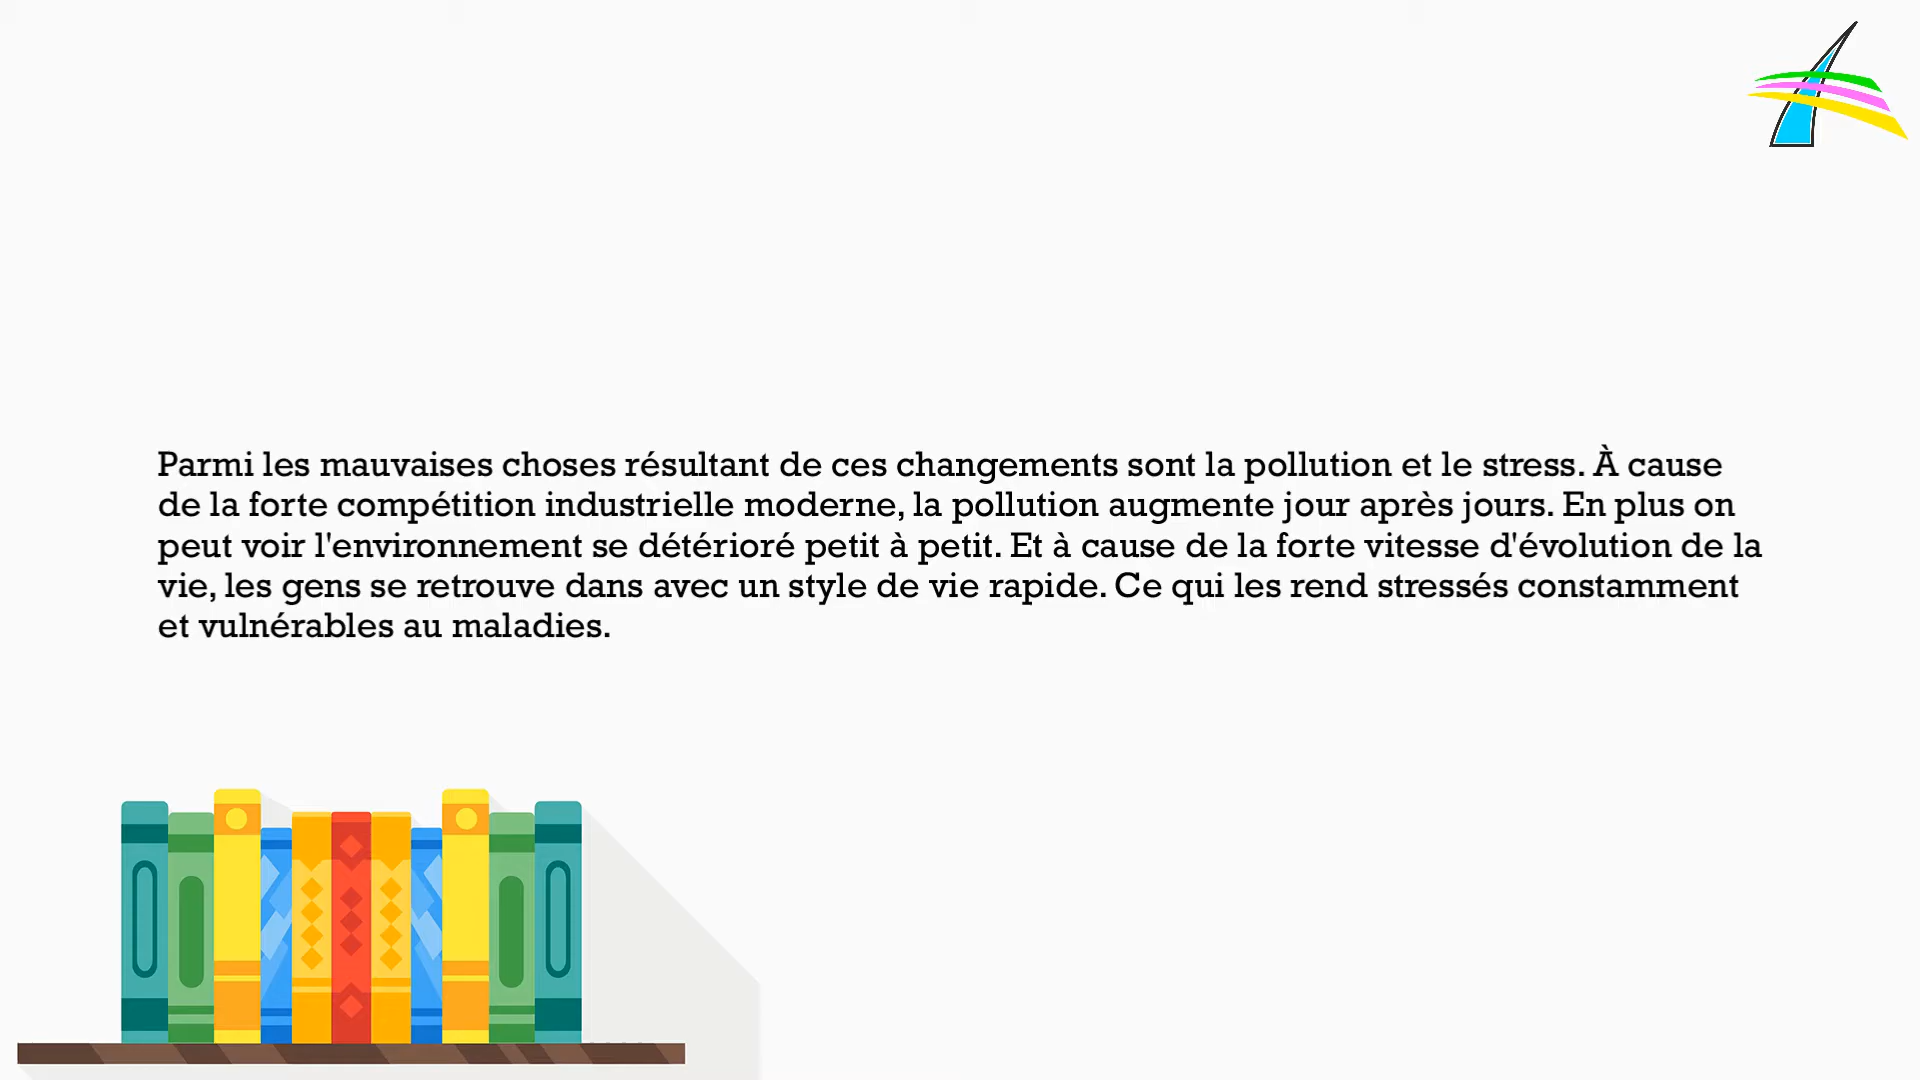 Parmi les mauvaises choses résultant de ces changements sont la pollution et le stress. À cause
de la forte compétition industrielle moderne, la pollution augmente jour après jours. En plus on
peut voir l'environnement se détérioré petit à petit. Et à cause de la forte vitesse d'évolution de la
vie, les gens se retrouve dans avec un style de vie rapide. Ce qui les rend stressés constamment
et vulnérables au maladies.